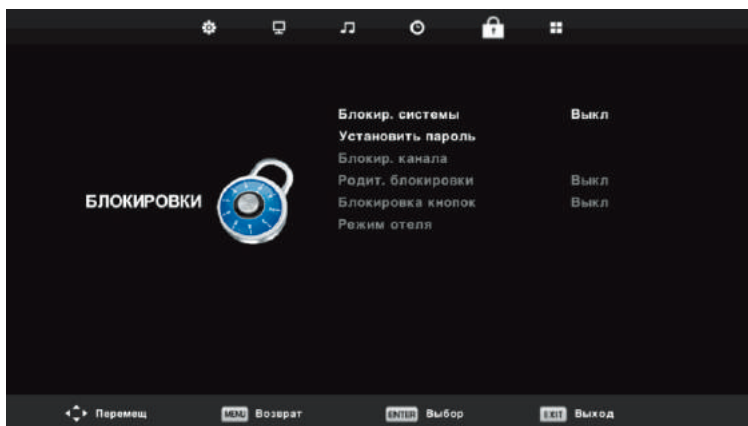 Блокир. системы Выкл
Установить пароль
Блокир. канала
Родит. блокировки Выкл
БЛОКИРОВКИ
Блокировка кнопок Выкл
Режим отеля
Перемещ MENU Возврат ENTER Выбор EXIT Выход